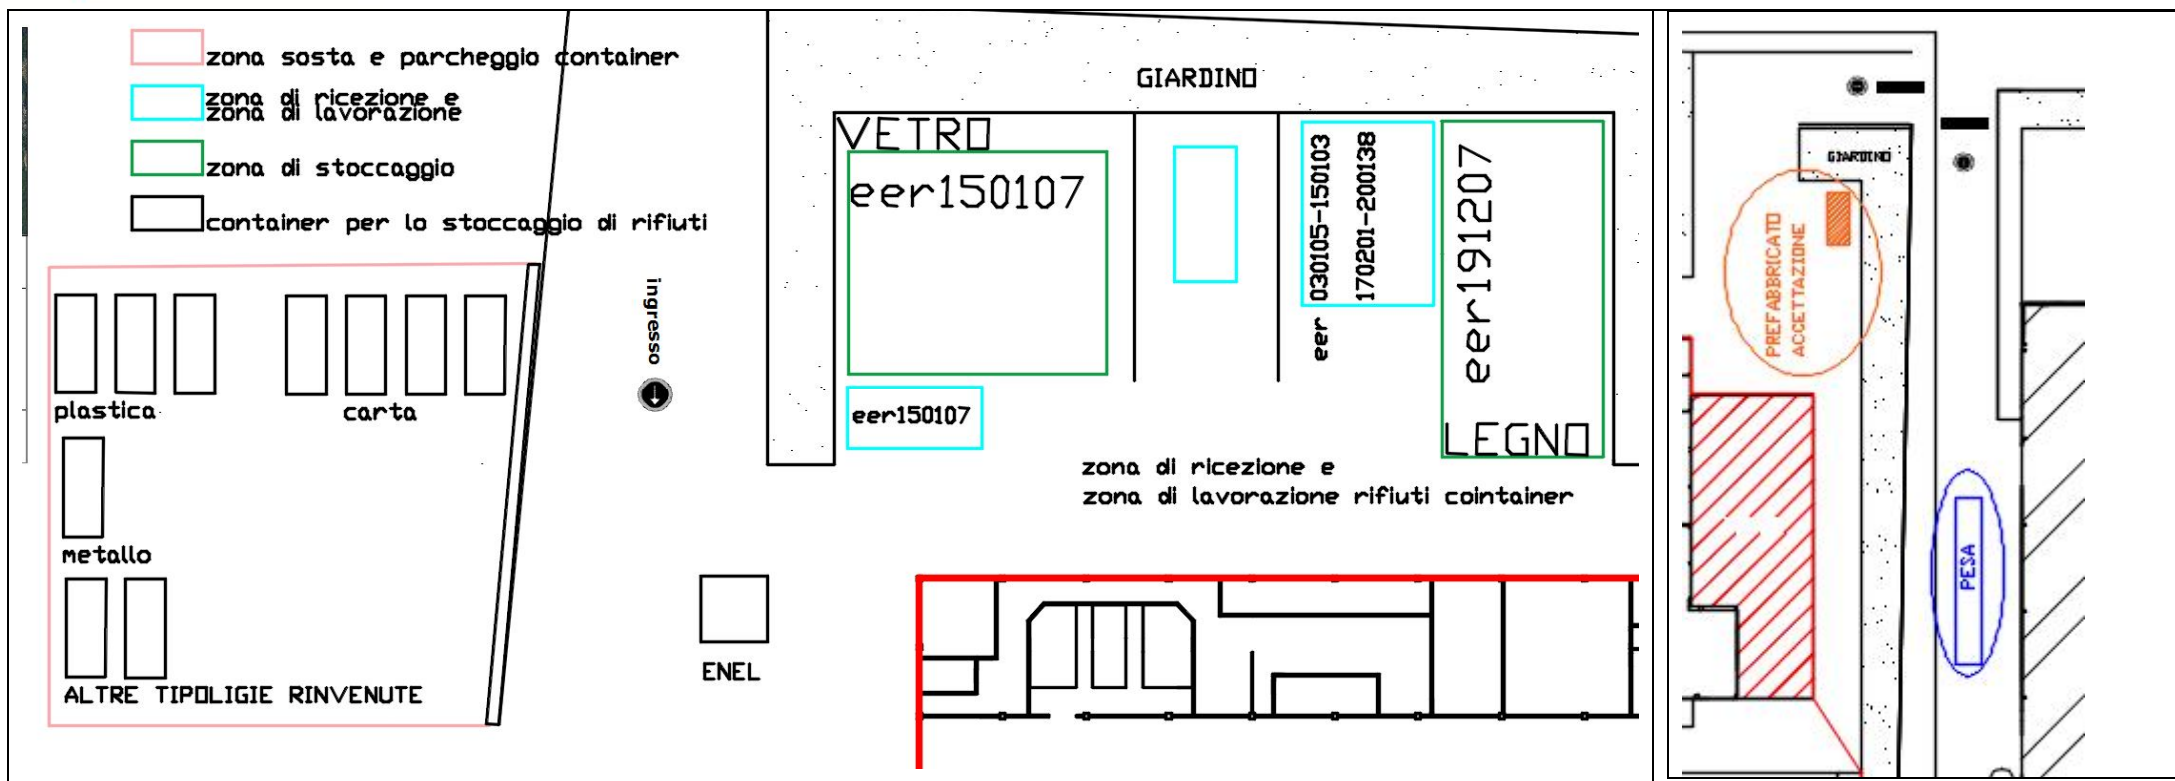 zona sosta e parcheggio container
zona di ricezione e
zona di lavorazione
zona di stoccaggio
container per lo stoccaggio di rifiuti
plastica
carta
metallo
ALTRE TIPOLIGIE RINVENUTE
ingresso
GIARDINO
VETRO
eer150107
eer150107
eer 030105-150103
170201-200138
eer191207
LEGNO
zona di ricezione e
zona di lavorazione rifiuti cointainer
ENEL
GIARDINO
PREFABBRICATO
ACCETTAZIONE
PESA